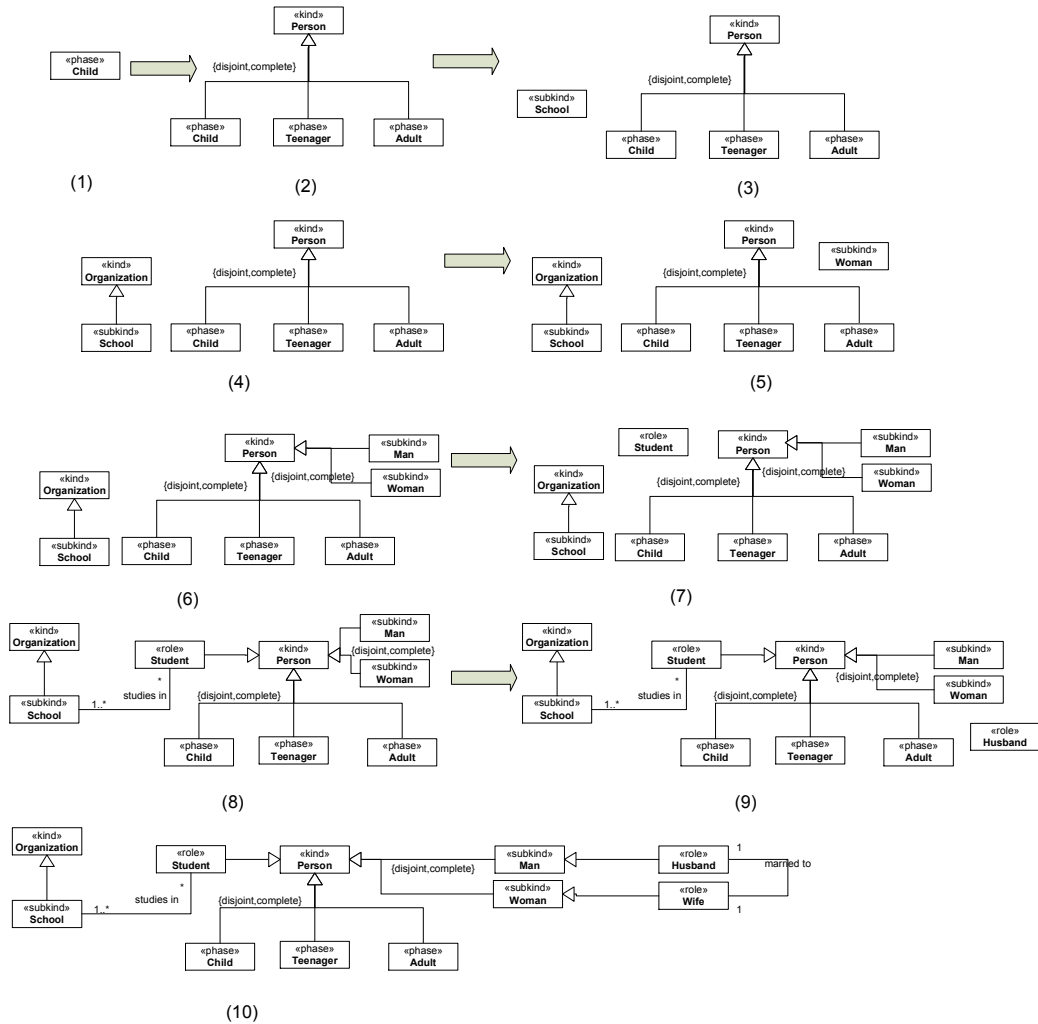 «phase»
Child
«kind»
Person
{disjoint,complete}
«phase»
Child
«phase»
Teenager
«phase»
Adult
«kind»
Person
{disjoint,complete}
«subkind»
School
«phase»
Child
«phase»
Teenager
«phase»
Adult
(1)
(2)
(3)
«kind»
Person
«kind»
Organization
{disjoint,complete}
«subkind»
School
«phase»
Child
«phase»
Teenager
«phase»
Adult
(4)
«kind»
Person
«subkind»
Woman
«kind»
Organization
{disjoint,complete}
«subkind»
School
«phase»
Child
«phase»
Teenager
«phase»
Adult
(5)
«kind»
Person
«subkind»
Man
«kind»
Organization
{disjoint,complete}
«subkind»
Woman
{disjoint,complete}
«subkind»
School
«phase»
Child
«phase»
Teenager
«phase»
Adult
(6)
«role»
Student
«kind»
Person
«subkind»
Man
«kind»
Organization
{disjoint,complete}
«subkind»
Woman
{disjoint,complete}
«subkind»
School
«phase»
Child
«phase»
Teenager
«phase»
Adult
(7)
«kind»
Organization
«role»
Student
«kind»
Person
«subkind»
Man
{disjoint,complete}
«subkind»
Woman
*
studies in
1..*
«subkind»
School
{disjoint,complete}
«phase»
Child
«phase»
Teenager
«phase»
Adult
(8)
«kind»
Organization
«role»
Student
«kind»
Person
«subkind»
Man
{disjoint,complete}
«subkind»
Woman
*
studies in
1..*
«subkind»
School
{disjoint,complete}
«phase»
Child
«phase»
Teenager
«phase»
Adult
«role»
Husband
(9)
«kind»
Organization
«role»
Student
«kind»
Person
{disjoint,complete}
«subkind»
Man
«role»
Husband
1
married to
«subkind»
Woman
«role»
Wife
1
*
studies in
1..*
«subkind»
School
{disjoint,complete}
«phase»
Child
«phase»
Teenager
«phase»
Adult
(10)